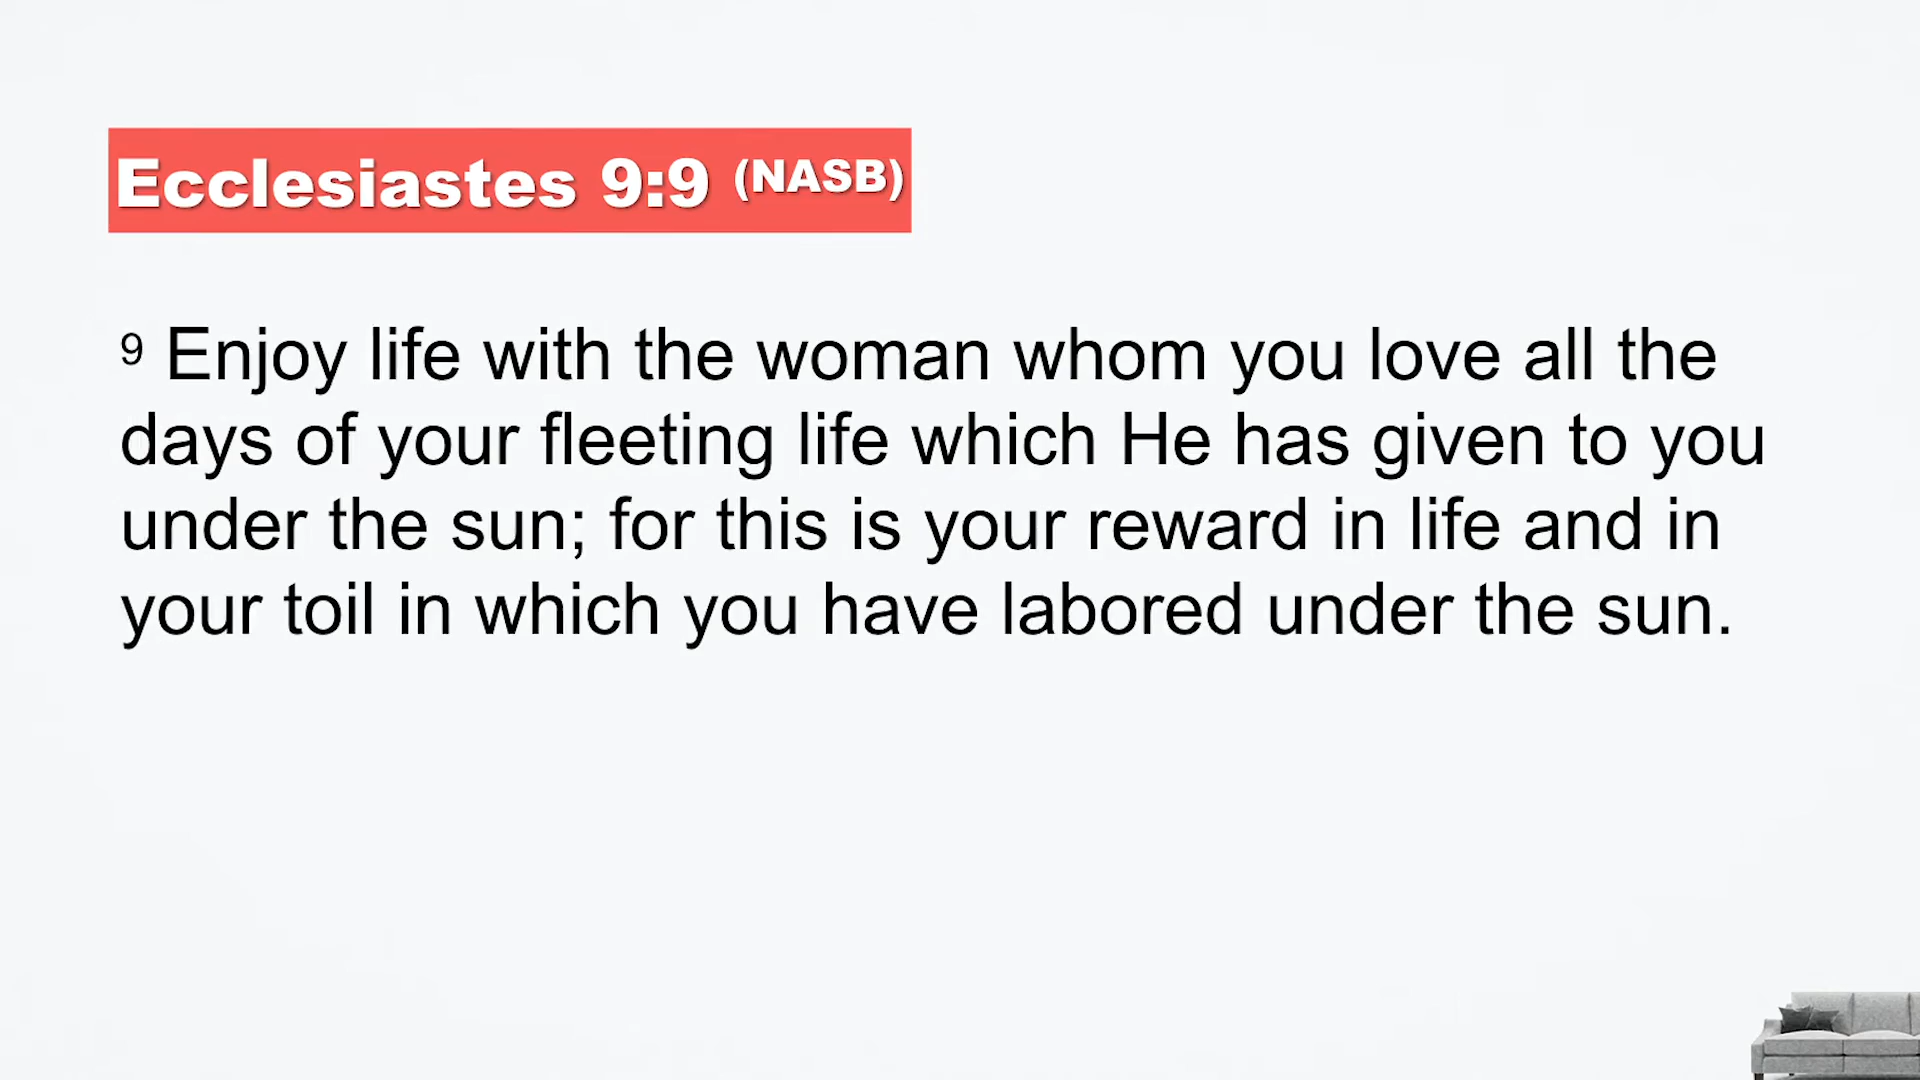 Ecclesiastes 9:9 (NASB)
9 Enjoy life with the woman whom you love all the
days of your fleeting life which He has given to you
under the sun; for this is your reward in life and in
your toil in which you have labored under the sun.